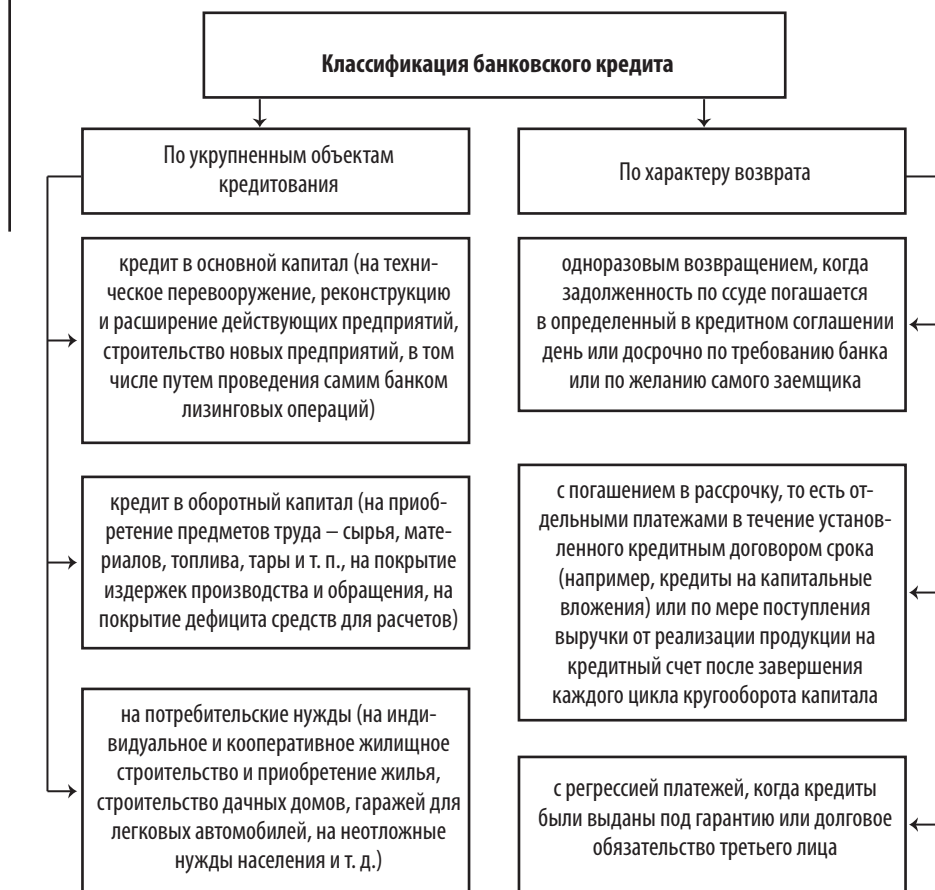 Классификация банковского кредита
По укрупненным объектам
кредитования
кредит в основной капитал (на техни-
ческое перевооружение, реконструкцию
и расширение действующих предприятий,
строительство новых предприятий, в том
числе путем проведения самим банком
лизинговых операций)
кредит в оборотный капитал (на приоб-
ретение предметов труда – сырья, мате-
риалов, топлива, тары и т. п., на покрытие
издержек производства и обращения, на
покрытие дефицита средств для расчетов)
на потребительские нужды (на инди-
видуальное и кооперативное жилищное
строительство и приобретение жилья,
строительство дачных домов, гаражей для
легковых автомобилей, на неотложные
нужды населения и т. д.)
По характеру возврата
одноразовым возвращением, когда
задолженность по ссуде погашается
в определенный в кредитном соглашении
день или досрочно по требованию банка
или по желанию самого заемщика
с погашением в рассрочку, то есть от-
дельными платежами в течение установ-
ленного кредитным договором срока
(например, кредиты на капитальные
вложения) или по мере поступления
выручки от реализации продукции на
кредитный счет после завершения
каждого цикла кругооборота капитала
с регрессией платежей, когда кредиты
были выданы под гарантию или долговое
обязательство третьего лица